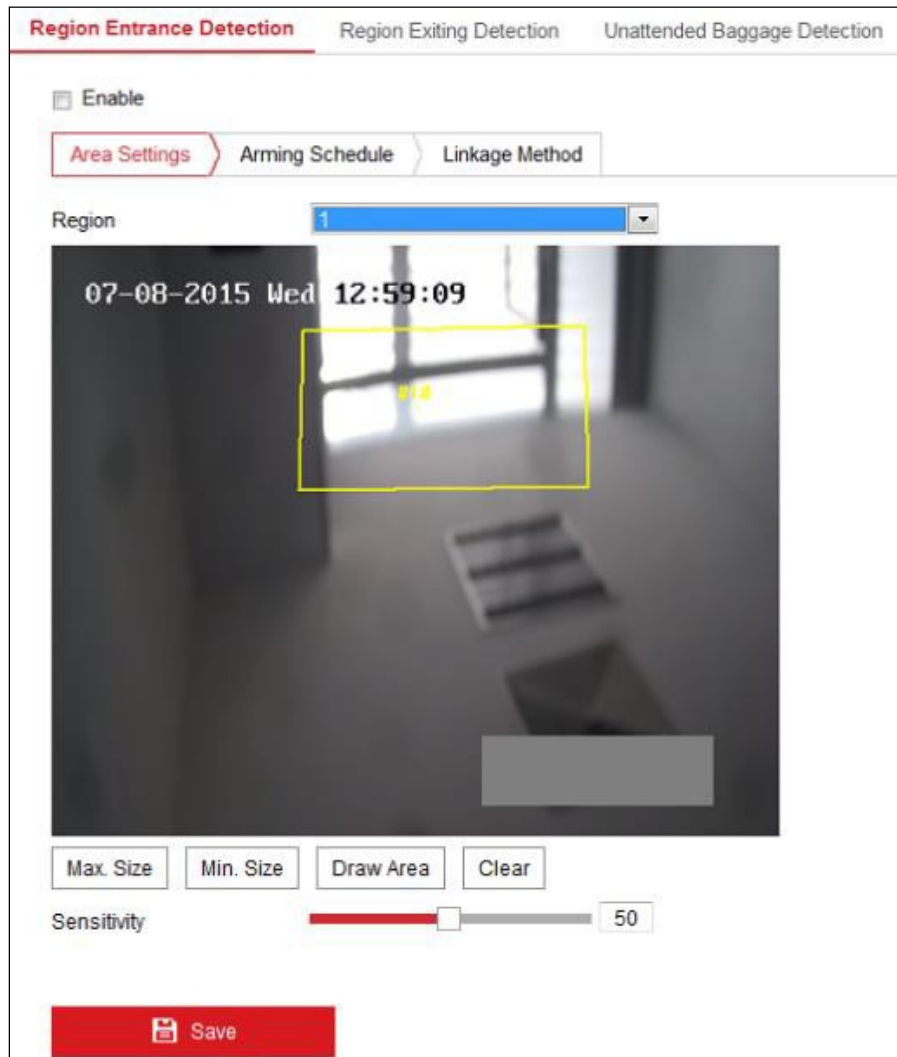 Region Entrance Detection Region Exiting Detection Unattended Baggage Detection
Enable
Area Settings Arming Schedule Linkage Method
Region 1
07-08-2015 Wed 12:59:09
#1#
Max. Size Min. Size Draw Area Clear
Sensitivity 50
Save